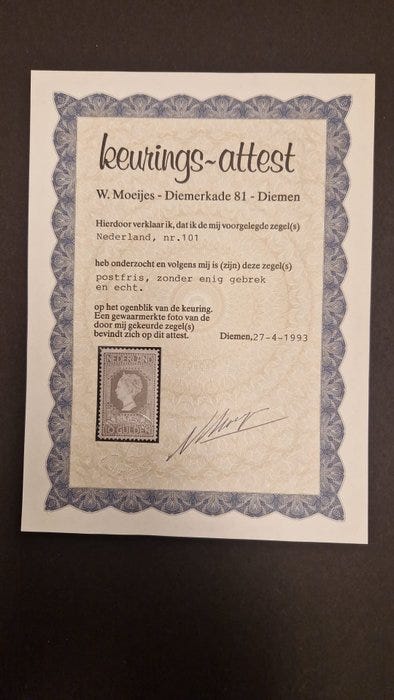 keurings~attest
W. Moeijes - Diemerkade 81 - Diemen
Hierdoor verklaar ik, dat ik de mij voorgelegde zegel(s)
Nederland, nr.101
heb onderzocht en volgens mij is (zijn) deze zegel(s)
postfris, zonder enig gebrek
en echt.
op het ogenblik van de keuring.
Een gewaarmerkte foto van de
door mij gekeurde zegel(s)
bevindt zich op dit attest.
Diemen, 27-4-1993
NEDERLAND
10 GULDEN